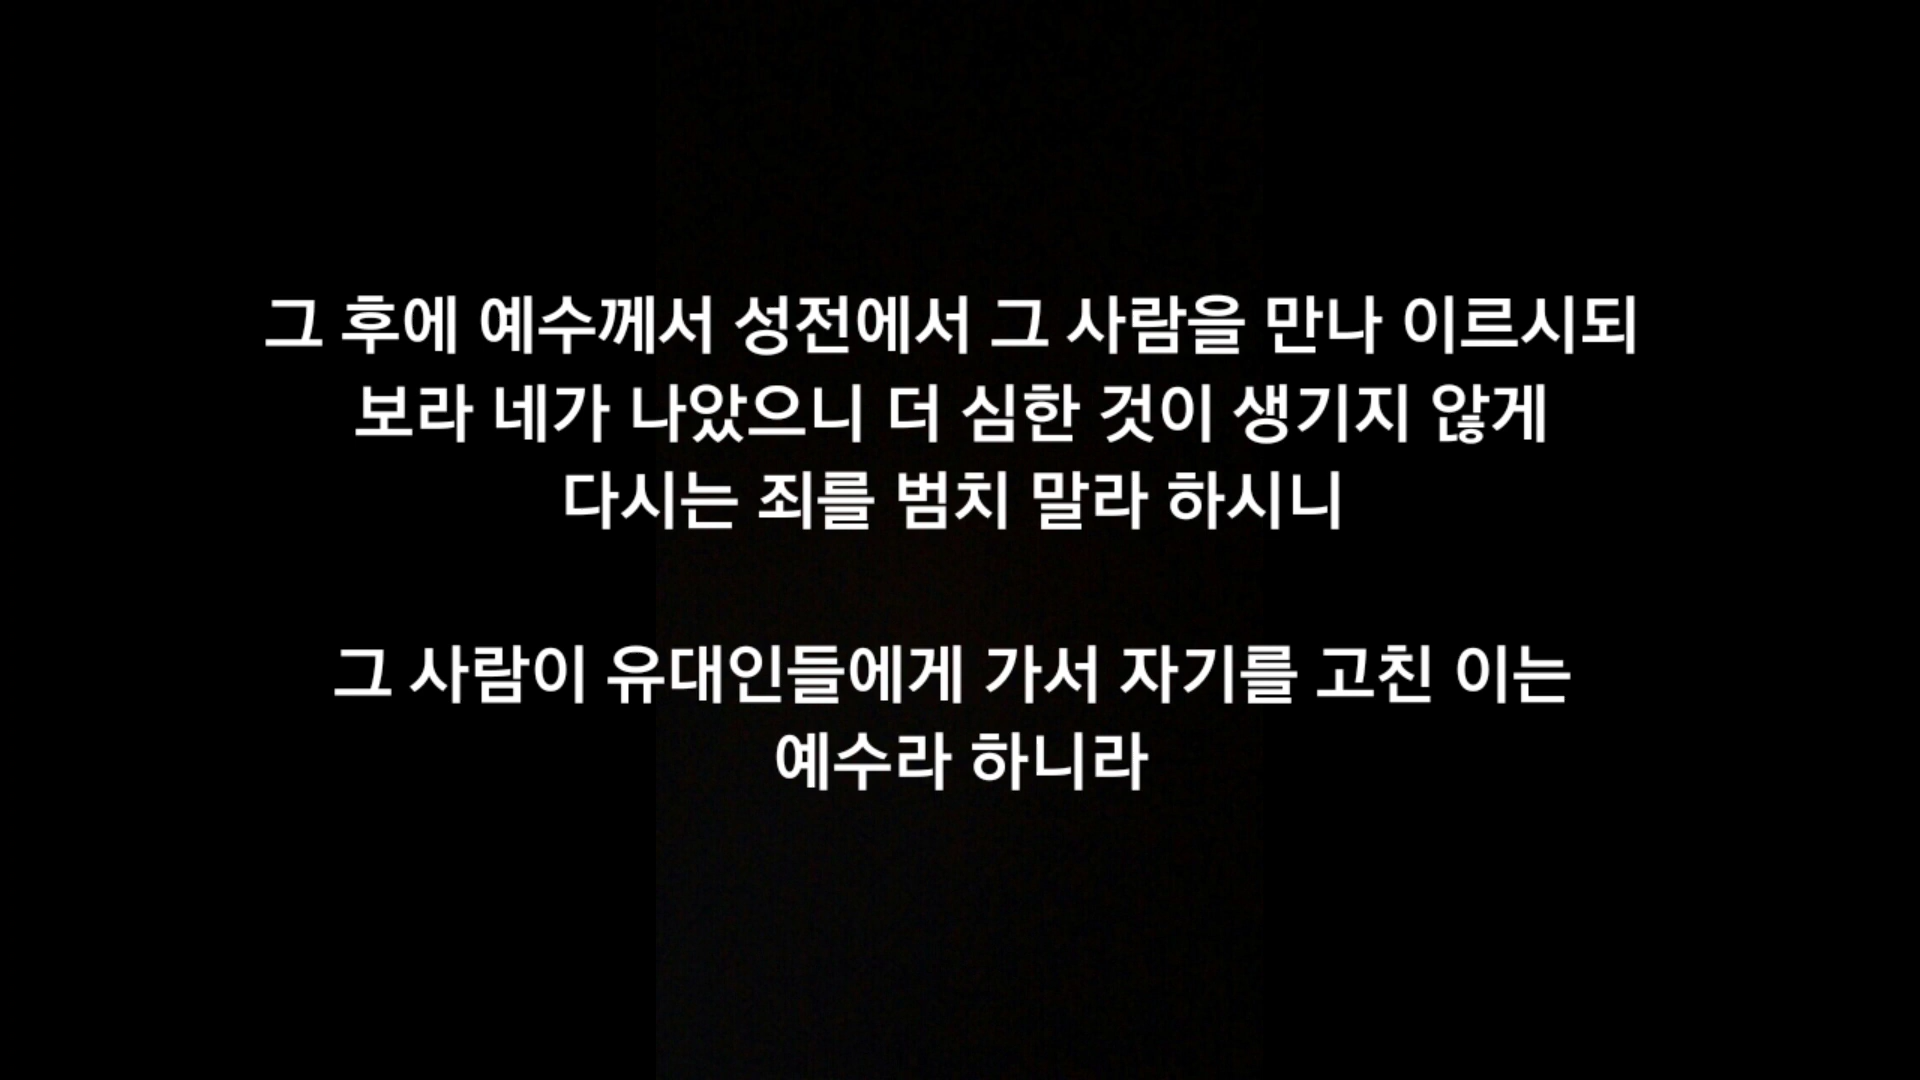 그 후에 예수께서 성전에서 그 사람을 만나 이르시되
보라 네가 나았으니 더 심한 것이 생기지 않게
다시는 죄를 범치 말라 하시니
그 사람이 유대인들에게 가서 자기를 고친 이는
예수라 하니라